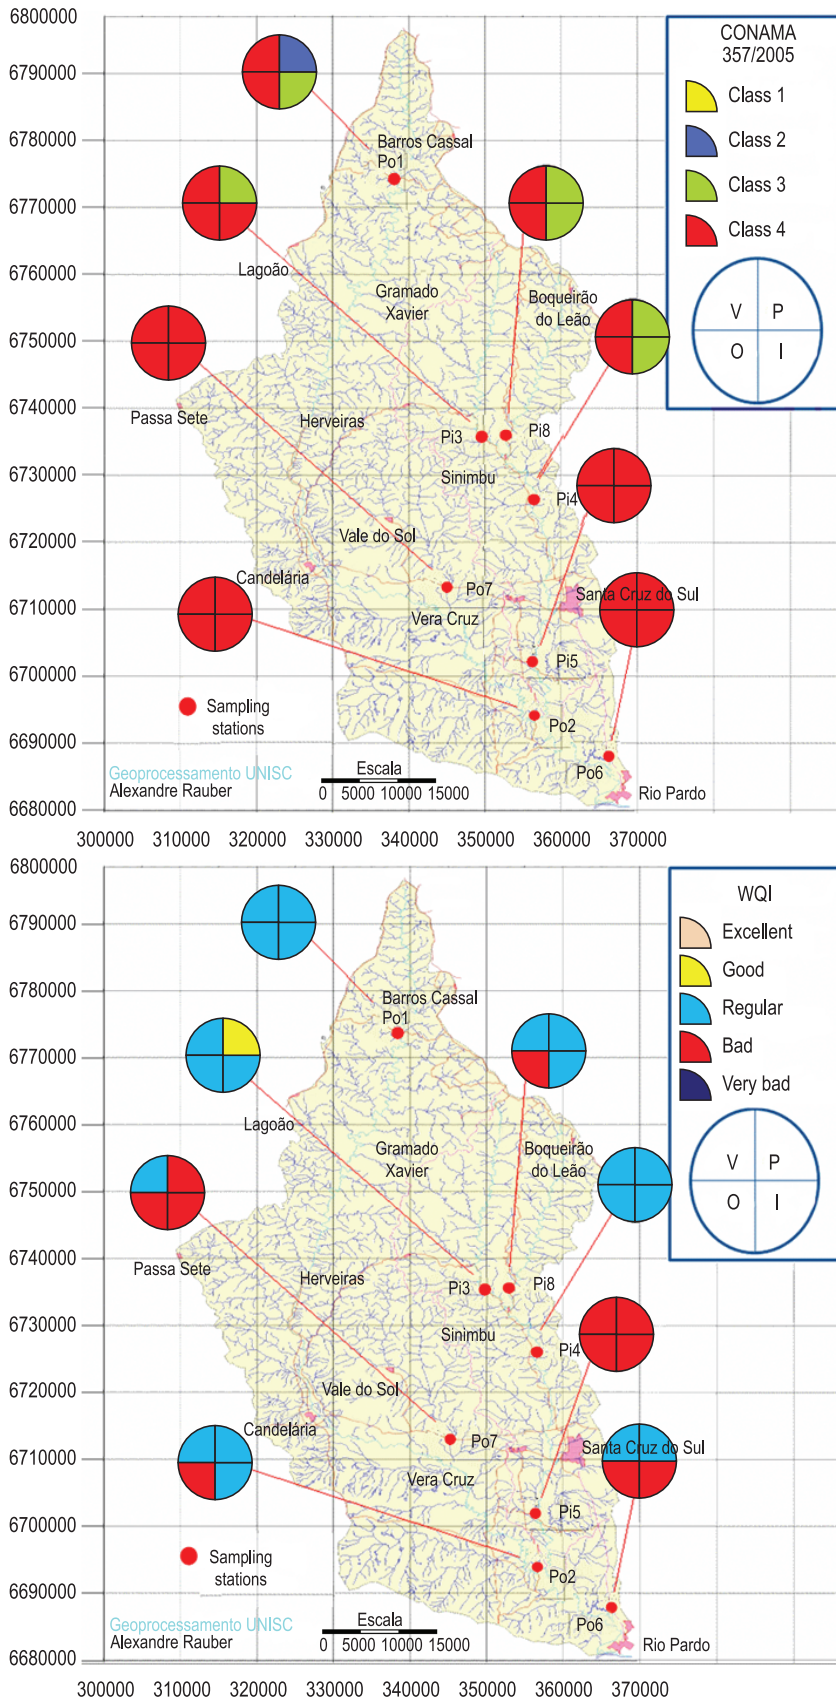 6800000
6790000
6780000
6770000
6760000
6750000
6740000
6730000
6720000
6710000
6700000
6690000
6680000
300000 310000 320000 330000 340000 350000 360000 370000
CONAMA
357/2005
Class 1
Class 2
Class 3
Class 4
V P
O I
Barros Cassal
Po1
Lagoão
Gramado
Xavier
Boqueirão
do Leão
Passa Sete
Herveiras
Pi3
Pi8
Sinimbu
Pi4
Vale do Sol
Candelária
Po7
Santa Cruz do Sul
Vera Cruz
Pi5
Po2
Po6
Rio Pardo
Sampling
stations
Geoprocessamento UNISC
Alexandre Rauber
Escala
0 5000 10000 15000
6800000
6790000
6780000
6770000
6760000
6750000
6740000
6730000
6720000
6710000
6700000
6690000
6680000
300000 310000 320000 330000 340000 350000 360000 370000
WQI
Excellent
Good
Regular
Bad
Very bad
V P
O I
Barros Cassal
Po1
Lagoão
Gramado
Xavier
Boqueirão
do Leão
Passa Sete
Herveiras
Pi3
Pi8
Sinimbu
Pi4
Vale do Sol
Candelária
Po7
Santa Cruz do Sul
Vera Cruz
Pi5
Po2
Po6
Rio Pardo
Sampling
stations
Geoprocessamento UNISC
Alexandre Rauber
Escala
0 5000 10000 15000